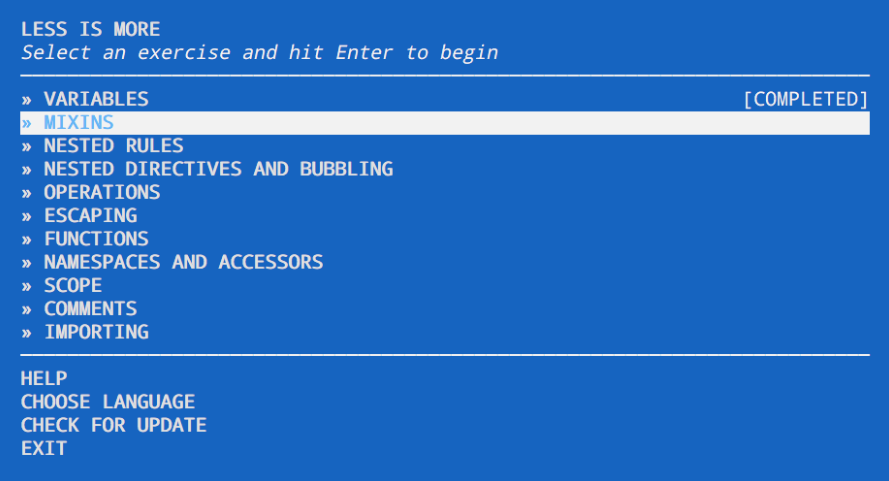 LESS IS MORE
Select an exercise and hit Enter to begin
» VARIABLES [COMPLETED]
» MIXINS
» NESTED RULES
» NESTED DIRECTIVES AND BUBBLING
» OPERATIONS
» ESCAPING
» FUNCTIONS
» NAMESPACES AND ACCESSORS
» SCOPE
» COMMENTS
» IMPORTING
HELP
CHOOSE LANGUAGE
CHECK FOR UPDATE
EXIT